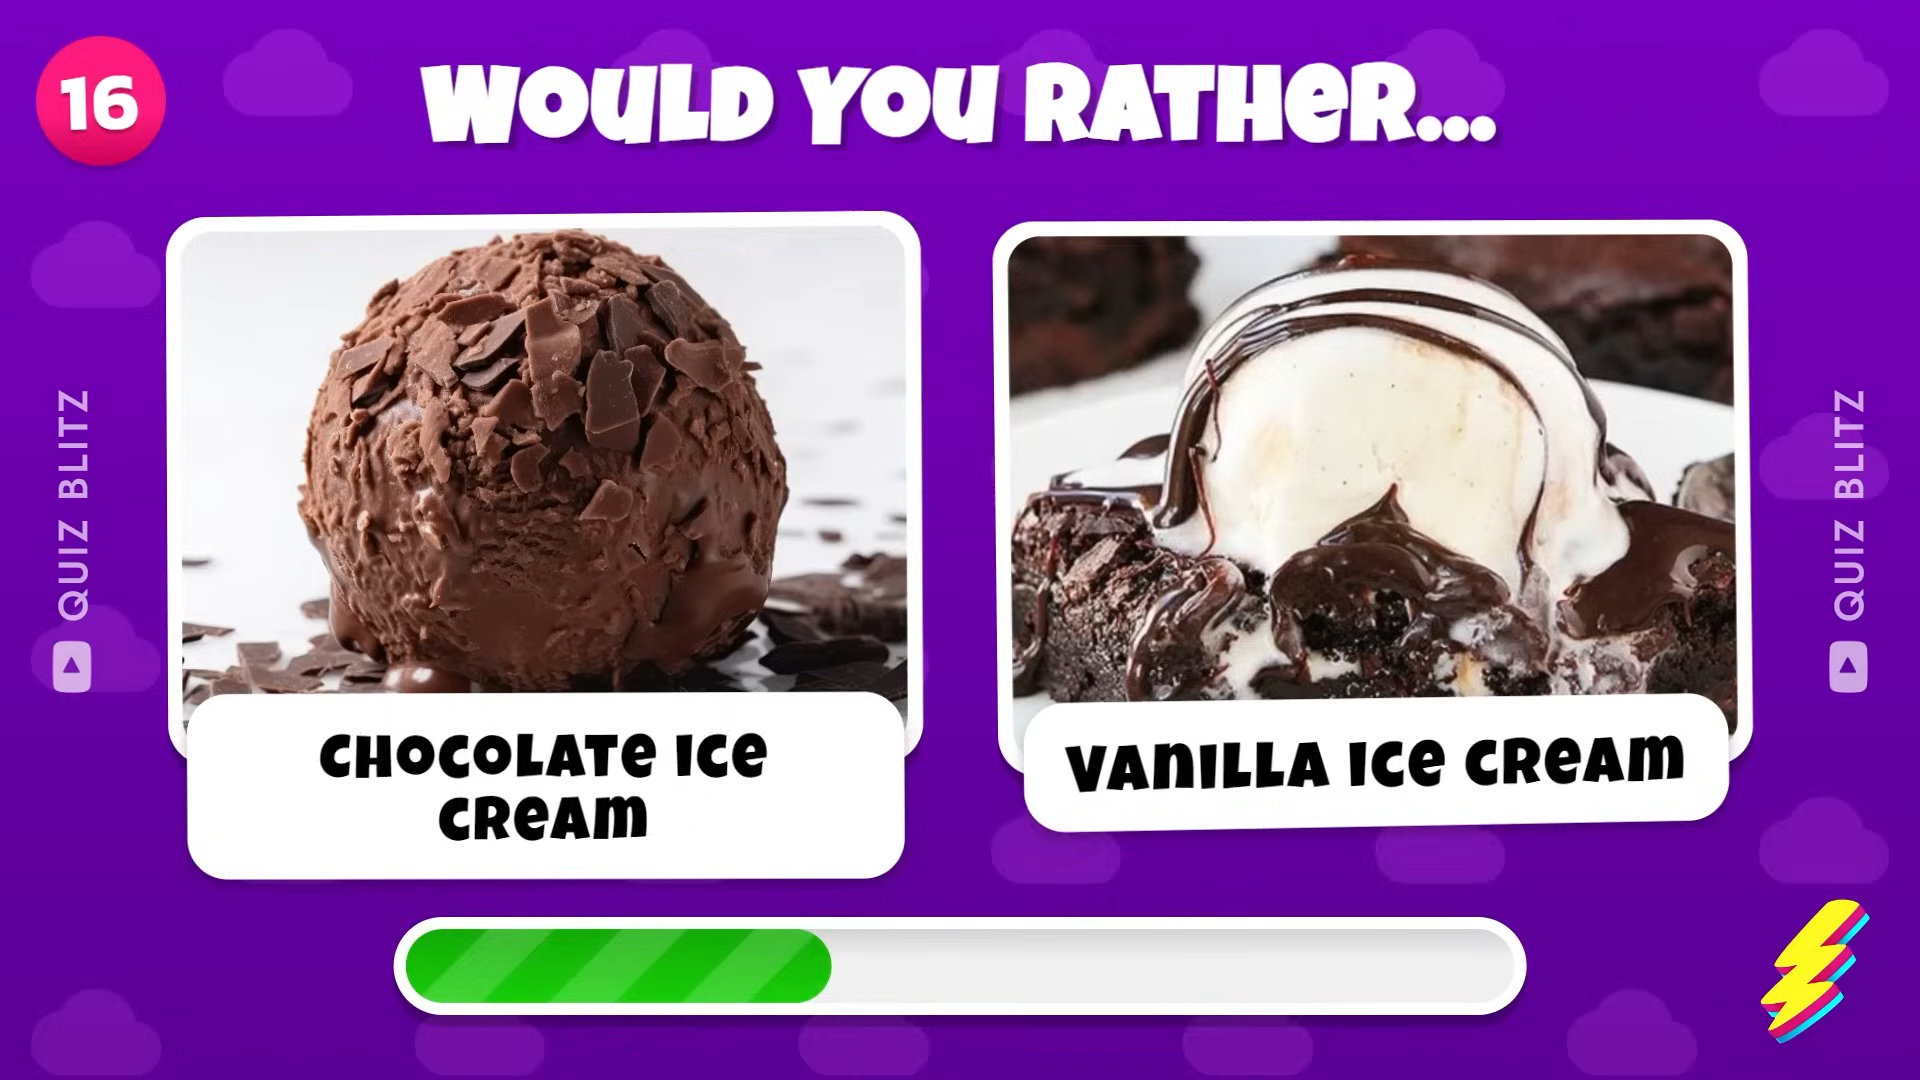 16
WOULD YOU RATHER...
CHOCOLATE ICE
CREAM
VANILLA ICE CREAM
QUIZ BLITZ
QUIZ BLITZ